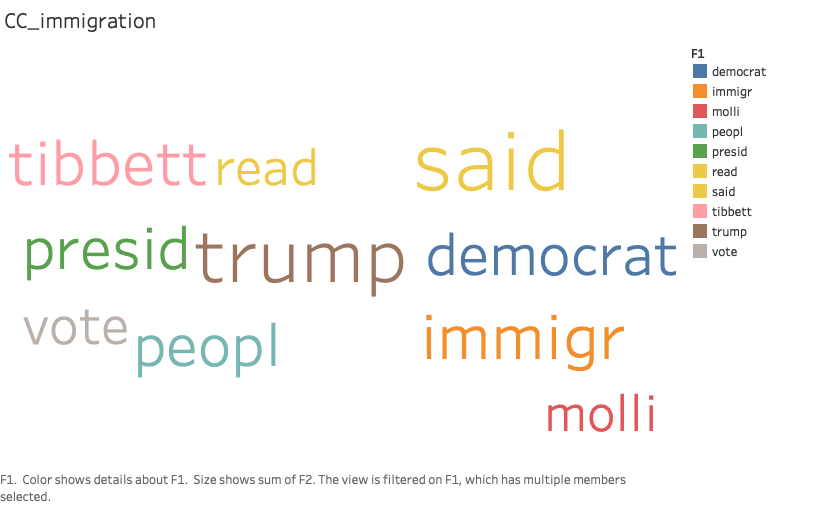 CC_immigration
F1
democrat
immigr
molli
peopl
presid
read
said
tibbett
trump
vote
tibbett read said
presid trump democrat
vote peopl immigr
molli
F1. Color shows details about F1. Size shows sum of F2. The view is filtered on F1, which has multiple members
selected.